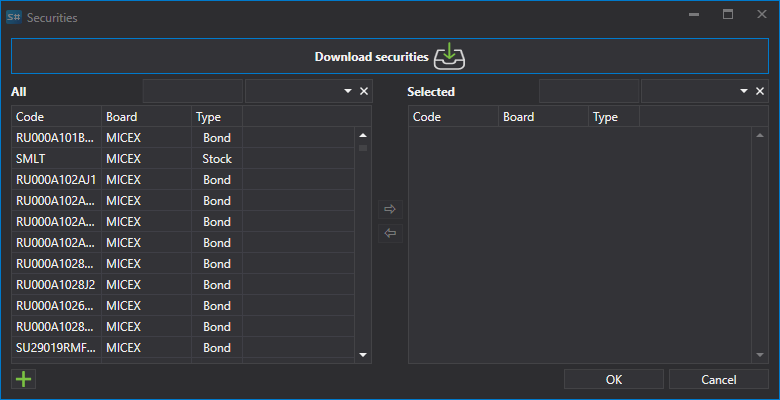 S# Securities
Download securities
All Selected
Code Board Type Code Board Type
RU000A101B... MICEX Bond
SMLT MICEX Stock
RU000A102AJ1 MICEX Bond
RU000A102A... MICEX Bond
RU000A102A... MICEX Bond
RU000A102A... MICEX Bond
RU000A1028... MICEX Bond
RU000A1028J2 MICEX Bond
RU000A1026... MICEX Bond
RU000A1028... MICEX Bond
SU29019RMF... MICEX Bond
OK Cancel